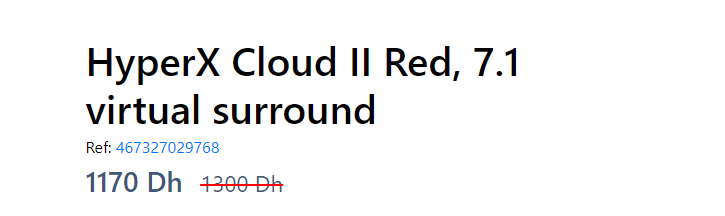 HyperX Cloud II Red, 7.1
virtual surround
Ref: 467327029768
1170 Dh 1300 Dh